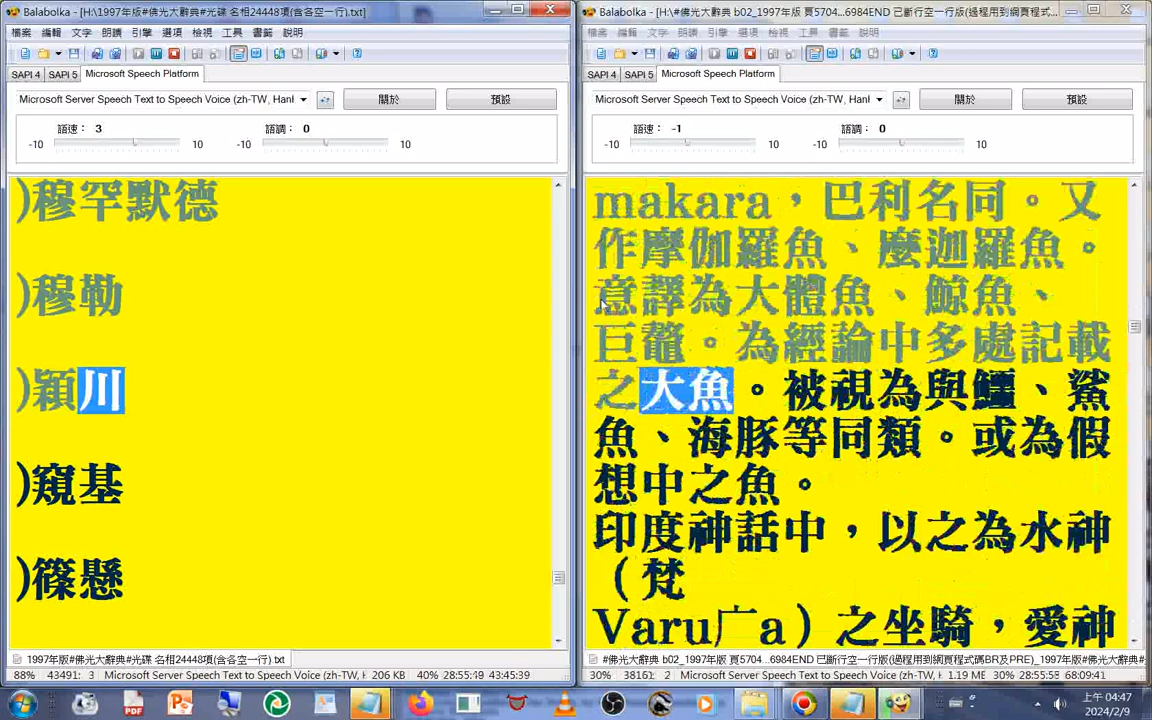 Balabolka - [H:\1997年版#佛光大辭典#光碟 名相24448項(含各空一行).txt]
檔案 編輯 文字 朗讀 引擎 選項 檢視 工具 書籤 說明
SAPI 4 SAPI 5 Microsoft Speech Platform
Microsoft Server Speech Text to Speech Voice (zh-TW, Hanl
關於 預設
語速： 3 語調： 0
-10 10 -10 10
)穆罕默德
)穆勒
)穎川
)窺基
)篠懸
1997年版#佛光大辭典#光碟 名相24448項(含各空一行).txt
88% 43491: 3 Microsoft Server Speech Text to Speech Voice (zh-TW, H 206 KB 40% 28:55:49 43:45:39
Balabolka - [H:\#佛光大辭典 b02_1997年版 頁5704...6984END 已斷行空一行版(過程用到網頁程式...
檔案 編輯 文字 朗讀 引擎 選項 檢視 工具 書籤 說明
SAPI 4 SAPI 5 Microsoft Speech Platform
Microsoft Server Speech Text to Speech Voice (zh-TW, Hanl
關於 預設
語速： -1 語調： 0
-10 10 -10 10
makara，巴利名同。又
作摩伽羅魚、麼迦羅魚。
意譯為大體魚、鯨魚、
巨鼇。為經論中多處記載
之大魚。被視為與鱷、鯊
魚、海豚等同類。或為假
想中之魚。
印度神話中，以之為水神
（梵
Varu广a）之坐騎，愛神
#佛光大辭典 b02_1997年版 頁5704...6984END 已斷行空一行版(過程用到網頁程式碼BR及PRE)_1997年版#佛光大辭典#
30% 38161: 2 Microsoft Server Speech Text to Speech Voice (zh-TW, H 1.19 MB 30% 28:55:55 68:09:41
上午 04:47
2024/2/9